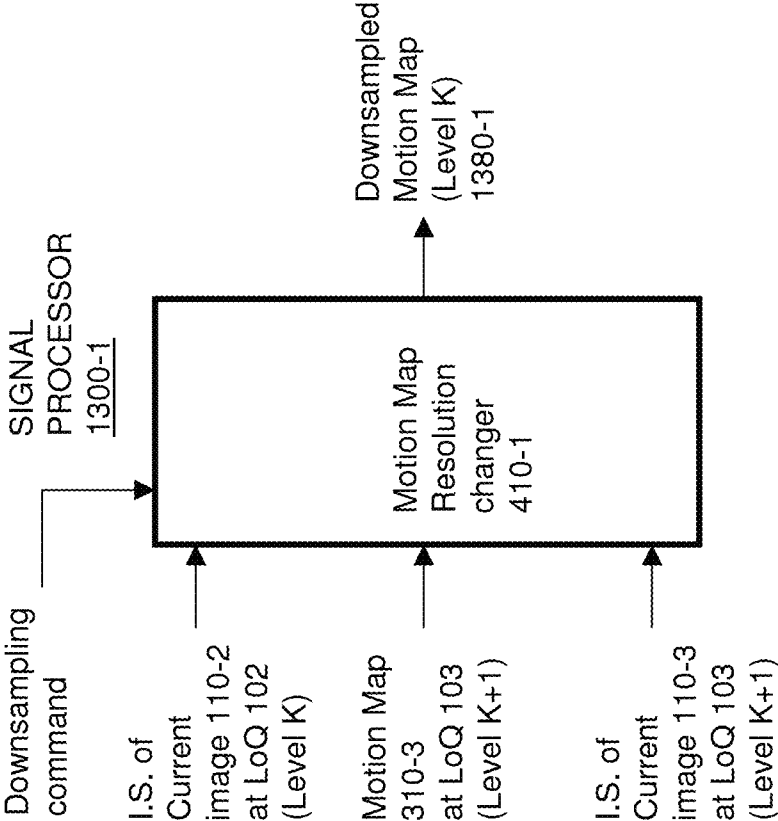 SIGNAL
PROCESSOR
1300-1
Downsampling
command
I.S. of
Current
image 110-2
at LoQ 102
(Level K)
Motion Map
310-3
at LoQ 103
(Level K+1)
I.S. of
Current
image 110-3
at LoQ 103
(Level K+1)
Motion Map
Resolution
changer
410-1
Downsampled
Motion Map
(Level K)
1380-1